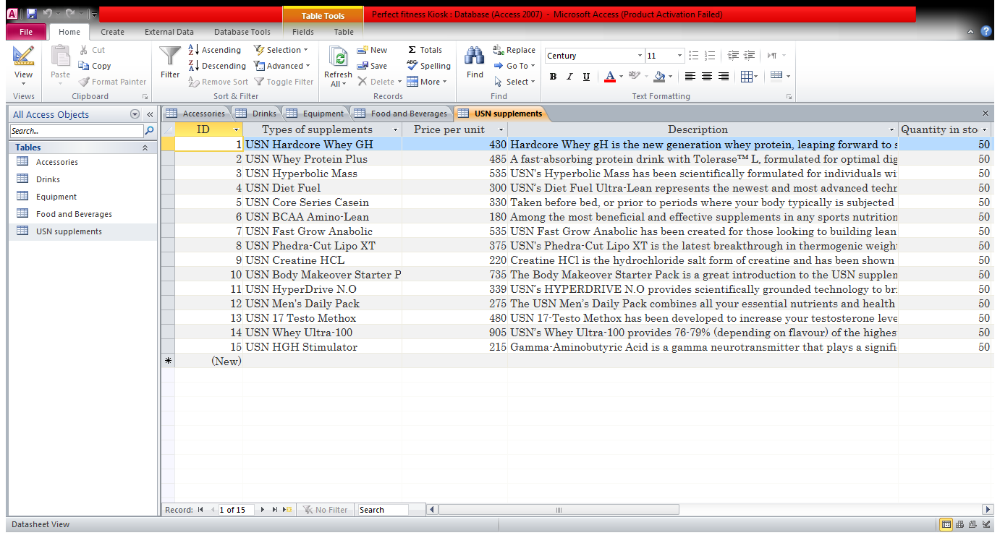 Table Tools Perfect fitness Kiosk : Database (Access 2007) - Microsoft Access (Product Activation Failed)
File Home Create External Data Database Tools Fields Table
View
Views
Paste
Cut
Copy
Format Painter
Clipboard
Filter
Ascending
Descending
Remove Sort
Selection
Advanced
Toggle Filter
Sort & Filter
Refresh
All
New
Save
Delete
Totals
Spelling
More
Records
Find
Replace
Go To
Select
Find
Century 11
B I U A
Text Formatting
All Access Objects
Search...
Tables
Accessories
Drinks
Equipment
Food and Beverages
USN supplements
Accessories Drinks Equipment Food and Beverages USN supplements
ID Types of supplements Price per unit Description Quantity in sto
1 USN Hardcore Whey GH 430 Hardcore Whey gH is the new generation whey protein, leaping forward to s 50
2 USN Whey Protein Plus 485 A fast-absorbing protein drink with Tolerase™ L, formulated for optimal dig 50
3 USN Hyperbolic Mass 535 USN's Hyperbolic Mass has been scientifically formulated for individuals wi 50
4 USN Diet Fuel 300 USN's Diet Fuel Ultra-Lean represents the newest and most advanced techn 50
5 USN Core Series Casein 330 Taken before bed, or prior to periods where your body typically is subjected 50
6 USN BCAA Amino-Lean 180 Among the most beneficial and effective supplements in any sports nutrition 50
7 USN Fast Grow Anabolic 535 USN Fast Grow Anabolic has been created for those looking to building lean 50
8 USN Phedra-Cut Lipo XT 375 USN's Phedra-Cut Lipo XT is the latest breakthrough in thermogenic weight 50
9 USN Creatine HCL 220 Creatine HCl is the hydrochloride salt form of creatine and has been shown 50
10 USN Body Makeover Starter P 735 The Body Makeover Starter Pack is a great introduction to the USN supplen 50
11 USN HyperDrive N.O 339 USN's HYPERDRIVE N.O provides scientifically grounded technology to bri 50
12 USN Men's Daily Pack 275 The USN Men's Daily Pack combines all your essential nutrients and health 50
13 USN 17 Testo Methox 480 USN 17-Testo Methox has been developed to increase your testosterone leve 50
14 USN Whey Ultra-100 905 USN's Whey Ultra-100 provides 76-79% (depending on flavour) of the highes 50
15 USN HGH Stimulator 215 Gamma-Aminobutyric Acid is a gamma neurotransmitter that plays a signifi 50
(New)
Record: 1 of 15 No Filter Search
Datasheet View